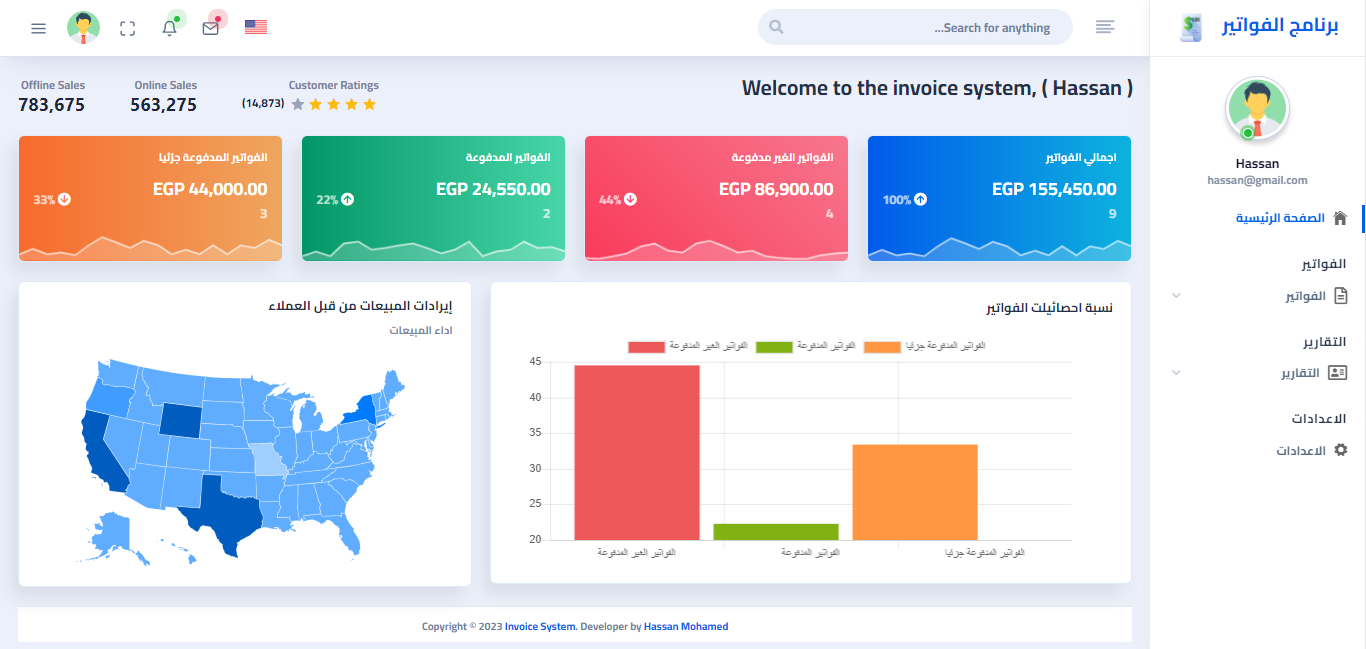 برنامج الفواتير
Search for anything...
Hassan
hassan@gmail.com
الصفحة الرئيسية
الفواتير
الفواتير
التقارير
التقارير
الاعدادات
الاعدادات
Welcome to the invoice system, ( Hassan )
Customer Ratings
(14,873)
Online Sales
563,275
Offline Sales
783,675
اجمالي الفواتير
EGP 155,450.00
9
100%
الفواتير الغير مدفوعة
EGP 86,900.00
4
44%
الفواتير المدفوعة
EGP 24,550.00
2
22%
الفواتير المدفوعة جزئيا
EGP 44,000.00
3
33%
نسبة احصائيلت الفواتير
الفواتير الغير المدفوعة
الفواتير المدفوعة
الفواتير المدفوعة جزئيا
45
40
35
30
25
20
الفواتير الغير المدفوعة
الفواتير المدفوعة
الفواتير المدفوعة جزئيا
إيرادات المبيعات من قبل العملاء
اداء المبيعات
Copyright © 2023 Invoice System. Developer by Hassan Mohamed